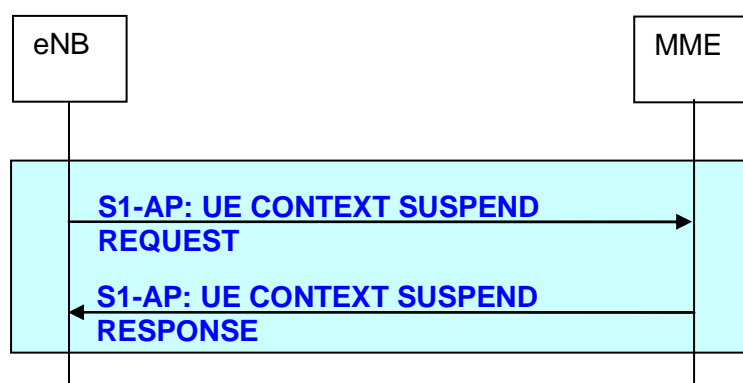 eNB
MME
S1-AP: UE CONTEXT SUSPEND
REQUEST
S1-AP: UE CONTEXT SUSPEND
RESPONSE